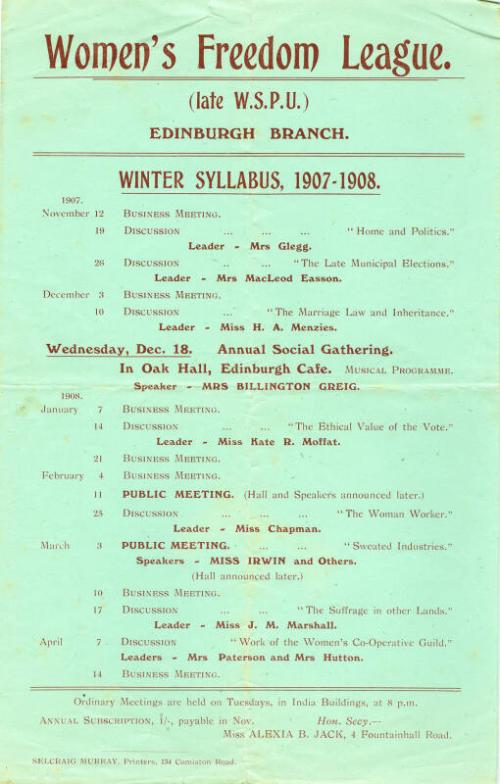 Women's Freedom League.
(late W.S.P.U.)
EDINBURGH BRANCH.
WINTER SYLLABUS, 1907-1908.
1907.
November 12 BUSINESS MEETING.
19 DISCUSSION ... ... ... "Home and Politics."
Leader - Mrs Glegg.
26 DISCUSSION .. ... "The Late Municipal Elections."
Leader - Mrs MacLeod Easson.
December 3 BUSINESS MEETING.
10 DISCUSSION ... "The Marriage Law and Inheritance."
Leader - Miss H. A. Menzies.
Wednesday, Dec. 18. Annual Social Gathering.
In Oak Hall, Edinburgh Cafe. MUSICAL PROGRAMME.
Speaker - MRS BILLINGTON GREIG.
1908.
January 7 BUSINESS MEETING.
14 DISCUSSION ... ... "The Ethical Value of the Vote."
Leader - Miss Kate R. Moffat.
21 BUSINESS MEETING.
February 4 BUSINESS MEETING.
11 PUBLIC MEETING. (Hall and Speakers announced later.)
25 DISCUSSION ... ... ... "The Woman Worker."
Leader - Miss Chapman.
March 3 PUBLIC MEETING. ... ... "Sweated Industries."
Speakers - MISS IRWIN and Others.
(Hall announced later.)
10 BUSINESS MEETING.
17 DISCUSSION ... ... "The Suffrage in other Lands."
Leader - Miss J. M. Marshall.
April 7 DISCUSSION "Work of the Women's Co-Operative Guild."
Leaders - Mrs Paterson and Mrs Hutton.
14 BUSINESS MEETING.
Ordinary Meetings are held on Tuesdays, in India Buildings, at 8 p.m.
ANNUAL SUBSCRIPTION, 1/-, payable in Nov. Hon. Secy.—
Miss ALEXIA B. JACK, 4 Fountainhall Road.
SELCRAIG MURRAY, Printers, 134 Comiston Road.